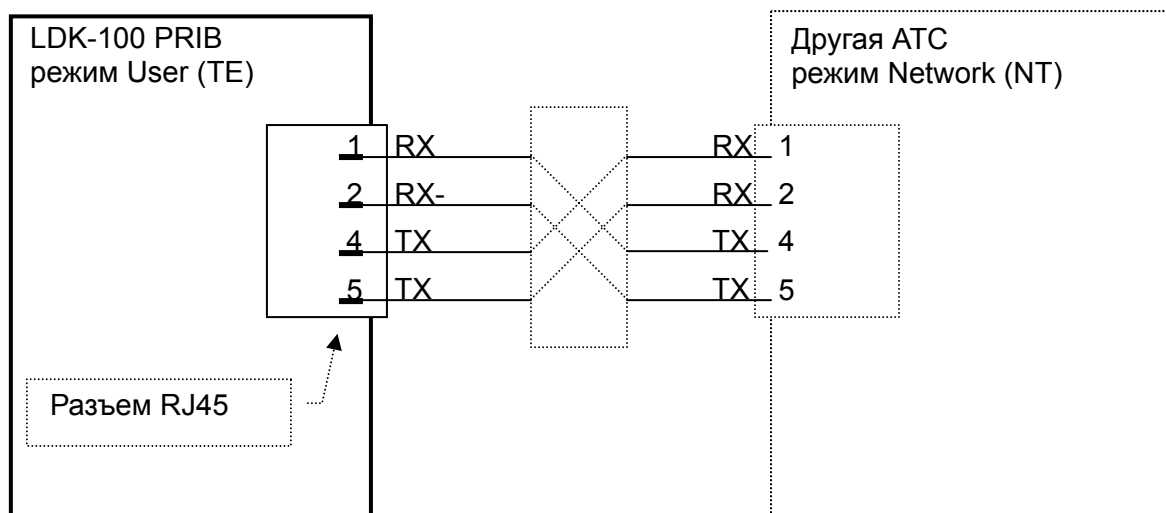 LDK-100 PRIB
режим User (TE)
Другая АТС
режим Network (NT)
1 RX
RX 1
2 RX-
RX 2
4 TX
TX 4
5 TX
TX 5
Разъем RJ45